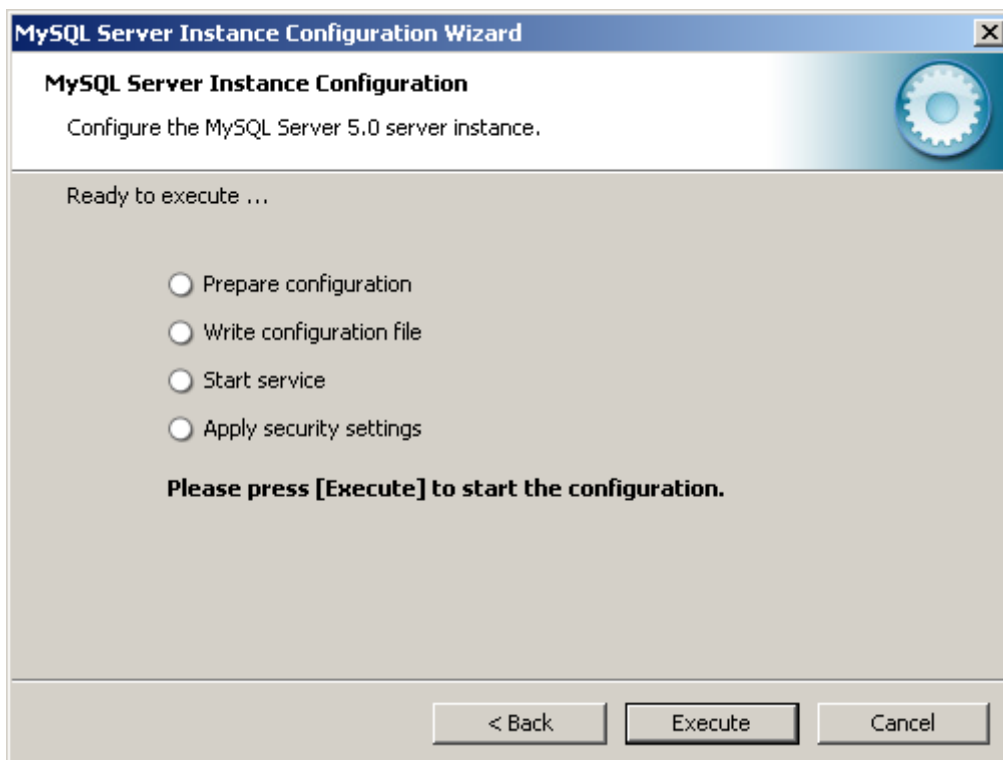 MySQL Server Instance Configuration Wizard
MySQL Server Instance Configuration
Configure the MySQL Server 5.0 server instance.
Ready to execute ...
Prepare configuration
Write configuration file
Start service
Apply security settings
Please press [Execute] to start the configuration.
< Back Execute Cancel